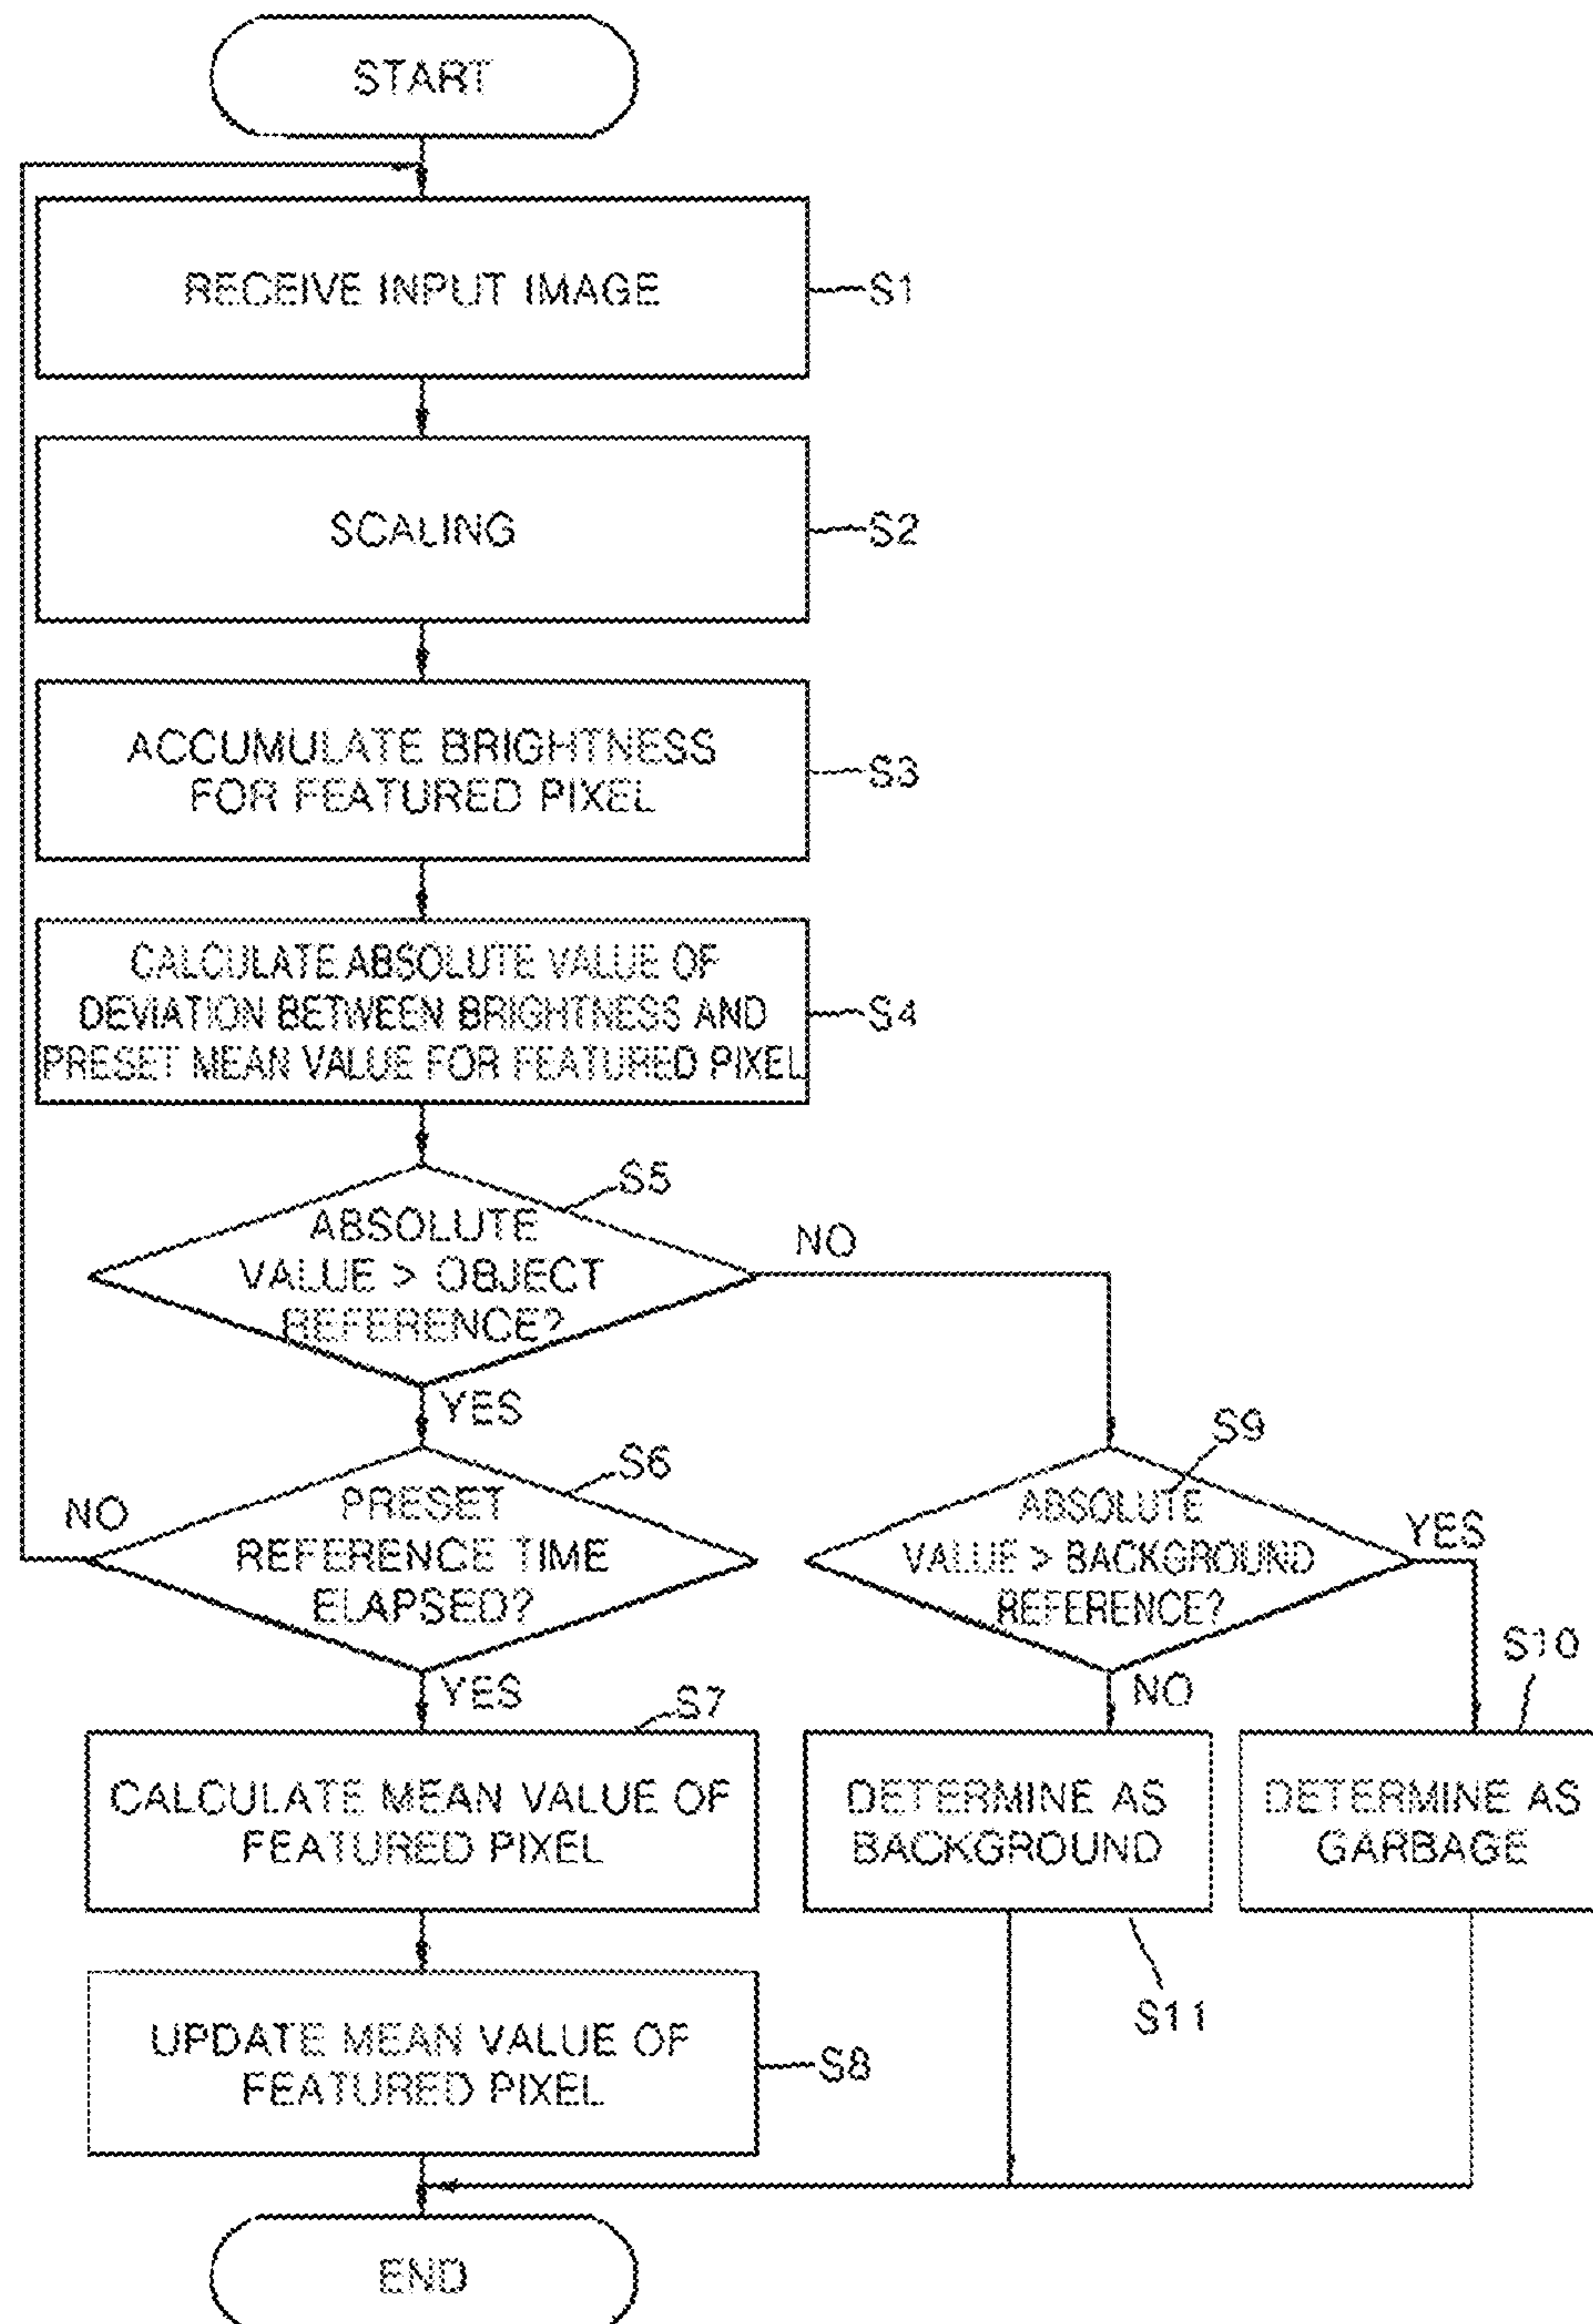 START
RECEIVE INPUT IMAGE
S1
SCALING
S2
ACCUMULATE BRIGHTNESS
FOR FEATURED PIXEL
S3
CALCULATE ABSOLUTE VALUE OF
DEVIATION BETWEEN BRIGHTNESS AND
PRESET MEAN VALUE FOR FEATURED PIXEL
S4
S5
ABSOLUTE
VALUE > OBJECT
REFERENCE?
NO
YES
S6
PRESET
REFERENCE TIME
ELAPSED?
NO
YES
S9
ABSOLUTE
VALUE > BACKGROUND
REFERENCE?
YES
NO
S10
S7
CALCULATE MEAN VALUE OF
FEATURED PIXEL
DETERMINE AS
BACKGROUND
DETERMINE AS
GARBAGE
S11
UPDATE MEAN VALUE OF
FEATURED PIXEL
S8
END